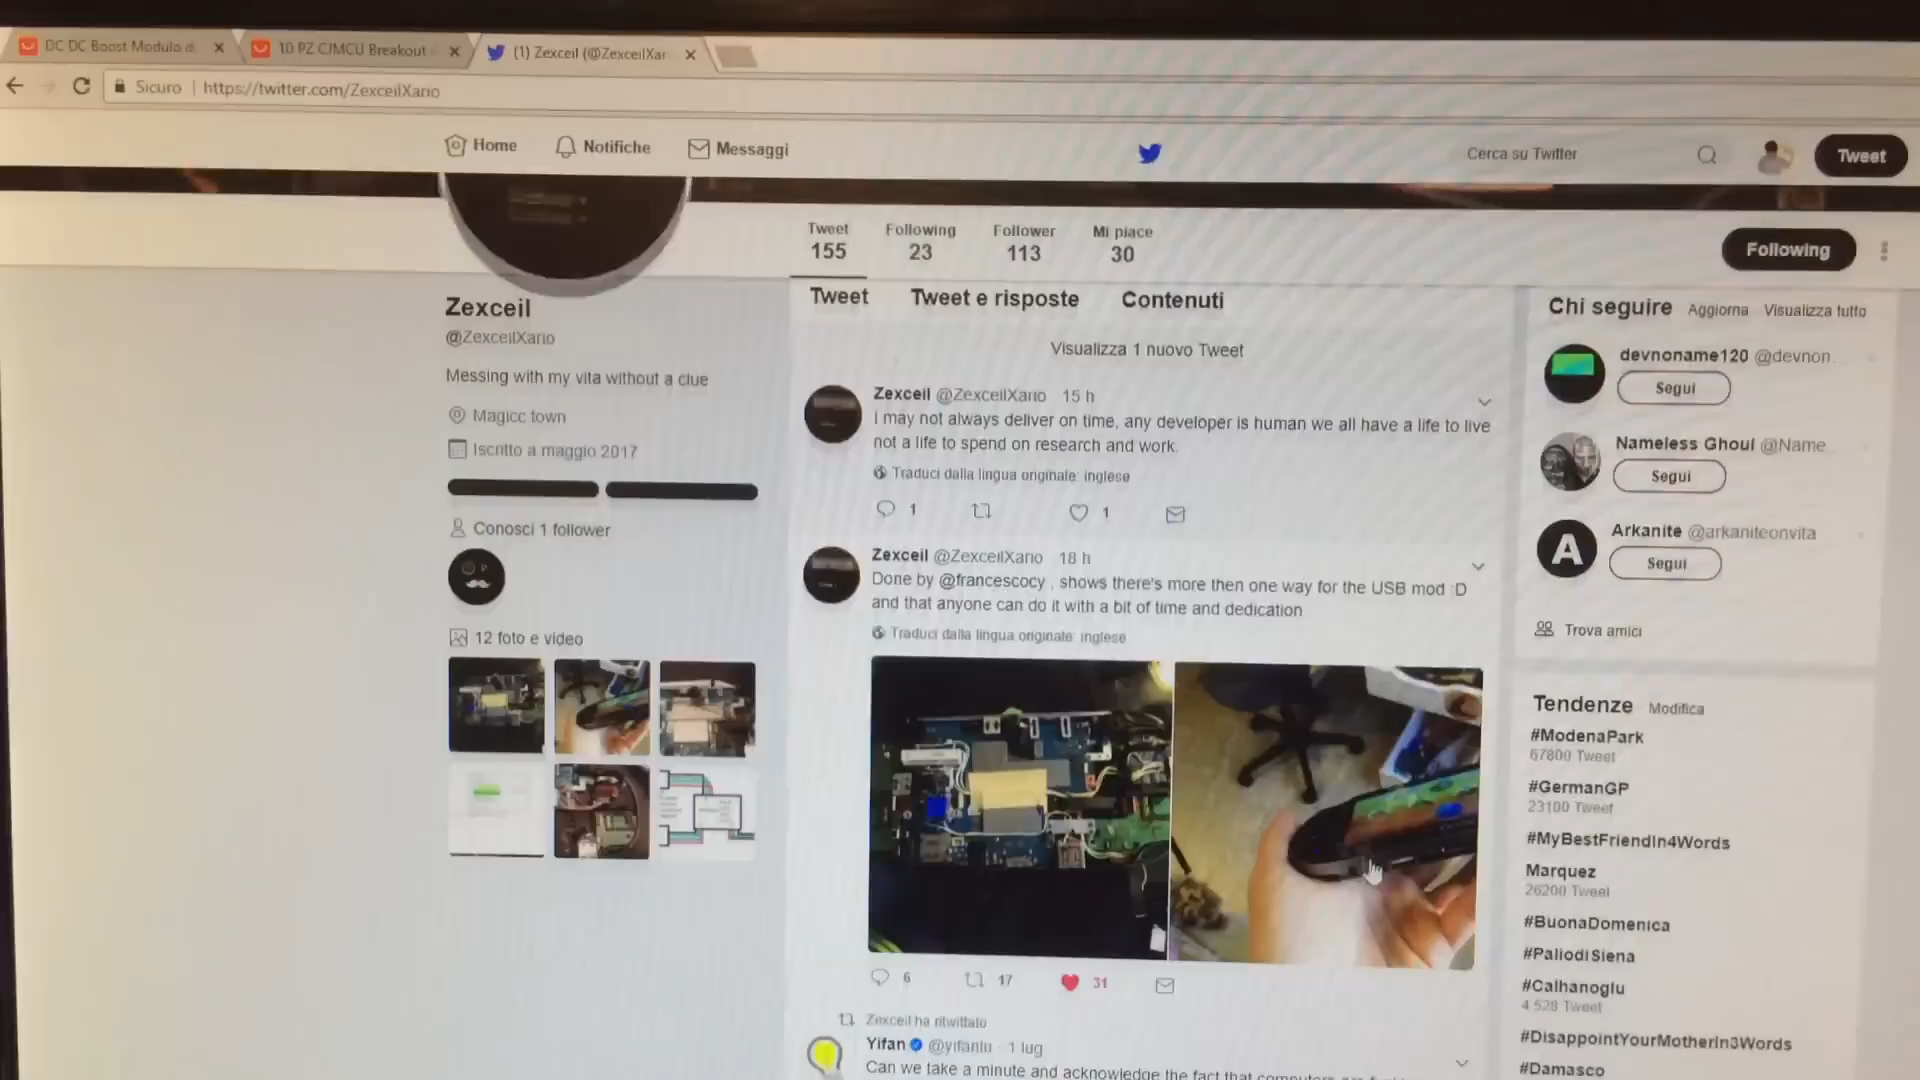 DC DC Boost Modulo d
10 PZ CJMCU Breakout
(1) Zexceil (@ZexceilXar
Sicuro
https://twitter.com/ZexceilXario
Home
Notifiche
Messaggi
Cerca su Twitter
Tweet
Tweet
155
Following
23
Follower
113
Mi piace
30
Following
Zexceil
@ZexceilXario
Messing with my vita without a clue
Magicc town
Iscritto a maggio 2017
Conosci 1 follower
12 foto e video
Tweet
Tweet e risposte
Contenuti
Visualizza 1 nuovo Tweet
Zexceil @ZexceilXario 15 h
I may not always deliver on time, any developer is human we all have a life to live
not a life to spend on research and work.
Traduci dalla lingua originale: inglese
1
1
Zexceil @ZexceilXario 18 h
Done by @francescocy , shows there's more then one way for the USB mod :D
and that anyone can do it with a bit of time and dedication
Traduci dalla lingua originale: inglese
6
17
31
Zexceil ha ritwittato
Yifan @yifanlu · 1 lug
Can we take a minute and acknowledge the fact that computers are
Chi seguire
Aggiorna
Visualizza tutto
devnoname120 @devnon
Segui
Nameless Ghoul @Name
Segui
A
Arkanite @arkaniteonvita
Segui
Trova amici
Tendenze
Modifica
#ModenaPark
67800 Tweet
#GermanGP
23100 Tweet
#MyBestFriendIn4Words
Marquez
26200 Tweet
#BuonaDomenica
#PaliodiSiena
#Calhanoglu
4 528 Tweet
#DisappointYourMotherIn3Words
#Damasco